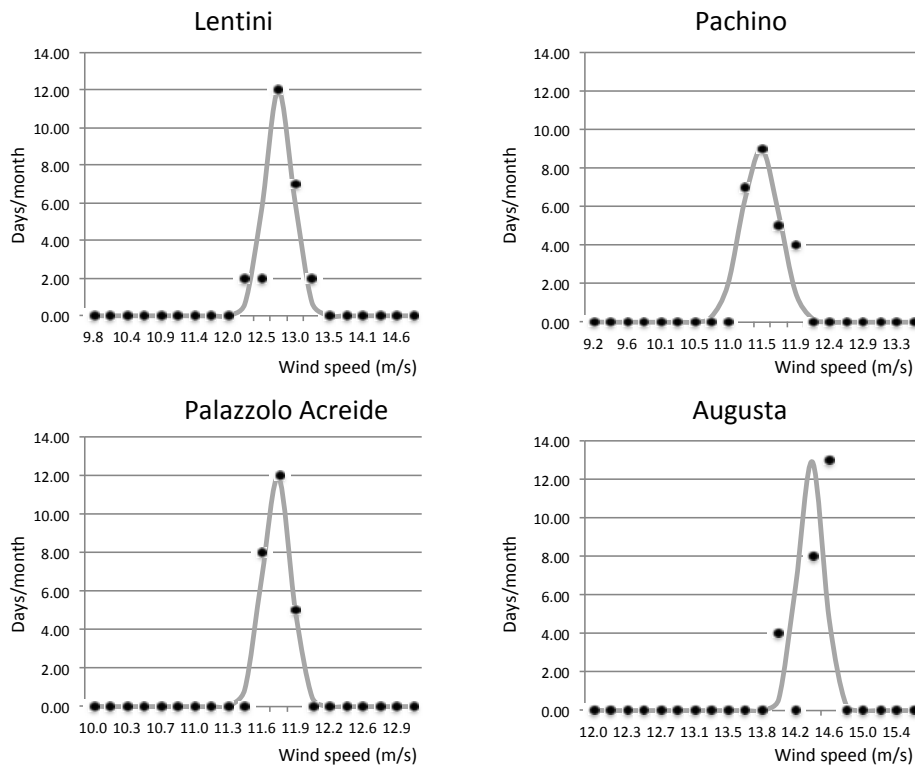 Lentini
14.00
12.00
10.00
8.00
6.00
4.00
2.00
0.00
Days/month
9.8 10.4 10.9 11.4 12.0 12.5 13.0 13.5 14.1 14.6
Wind speed (m/s)
Pachino
14.00
12.00
10.00
8.00
6.00
4.00
2.00
0.00
Days/month
9.2 9.6 10.1 10.5 11.0 11.5 11.9 12.4 12.9 13.3
Wind speed (m/s)
Palazzolo Acreide
14.00
12.00
10.00
8.00
6.00
4.00
2.00
0.00
Days/month
10.0 10.3 10.7 11.0 11.3 11.6 11.9 12.2 12.6 12.9
Wind speed (m/s)
Augusta
14.00
12.00
10.00
8.00
6.00
4.00
2.00
0.00
Days/month
12.0 12.3 12.7 13.1 13.5 13.8 14.2 14.6 15.0 15.4
Wind speed (m/s)